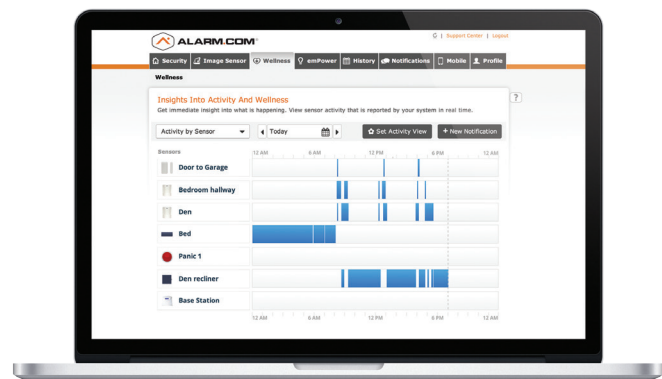 Support Center | Logout
ALARM.COM®
Security Image Sensor Wellness emPower History Notifications Mobile Profile
Wellness
Insights Into Activity And Wellness
Get immediate insight into what is happening. View sensor activity that is reported by your system in real time.
?
Activity by Sensor Today Set Activity View + New Notification
Sensors 12 AM 6 AM 12 PM 6 PM 12 AM
Door to Garage
Bedroom hallway
Den
Bed
Panic 1
Den recliner
Base Station
12 AM 6 AM 12 PM 6 PM 12 AM